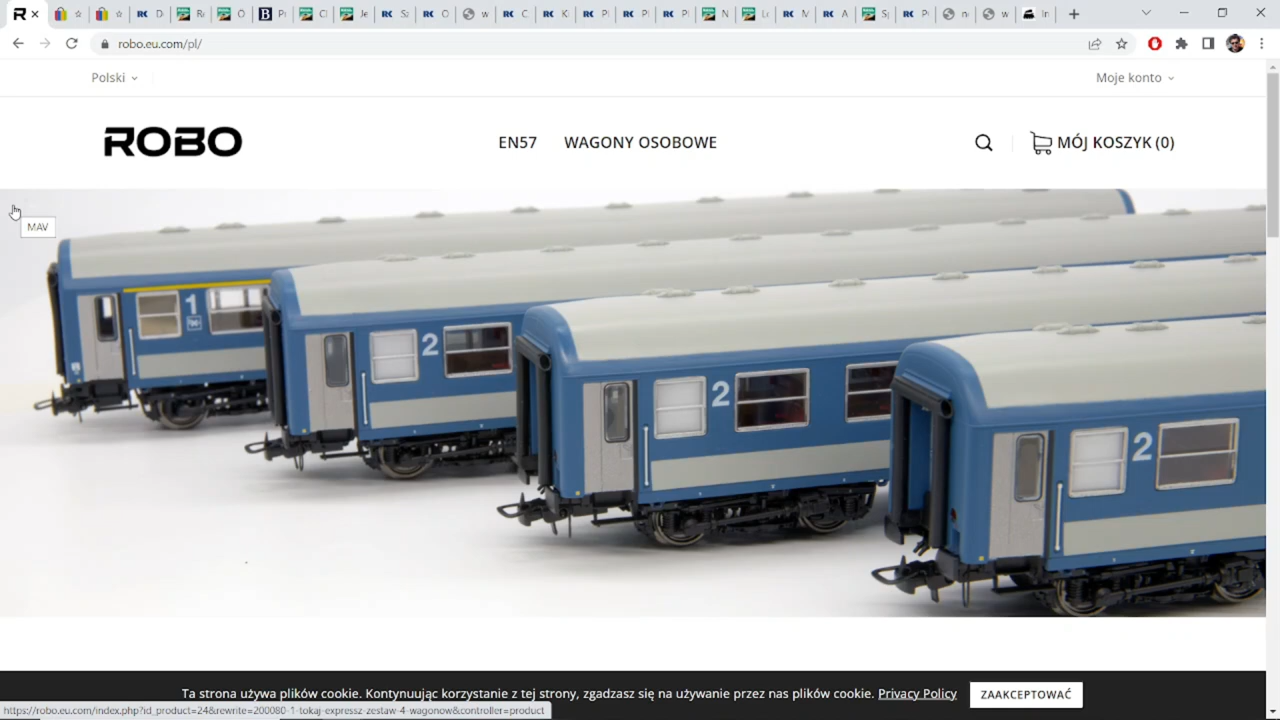 R
robo.eu.com/pl/
Polski
Moje konto
ROBO
EN57
WAGONY OSOBOWE
MÓJ KOSZYK (0)
MAV
1
2
2
2
Ta strona używa plików cookie. Kontynuując korzystanie z tej strony, zgadzasz się na używanie przez nas plików cookie. Privacy Policy
ZAAKCEPTOWAĆ
https://robo.eu.com/index.php?id_product=24&rewrite=200080-1-tokaj-expressz-zestaw-4-wagonow&controller=product